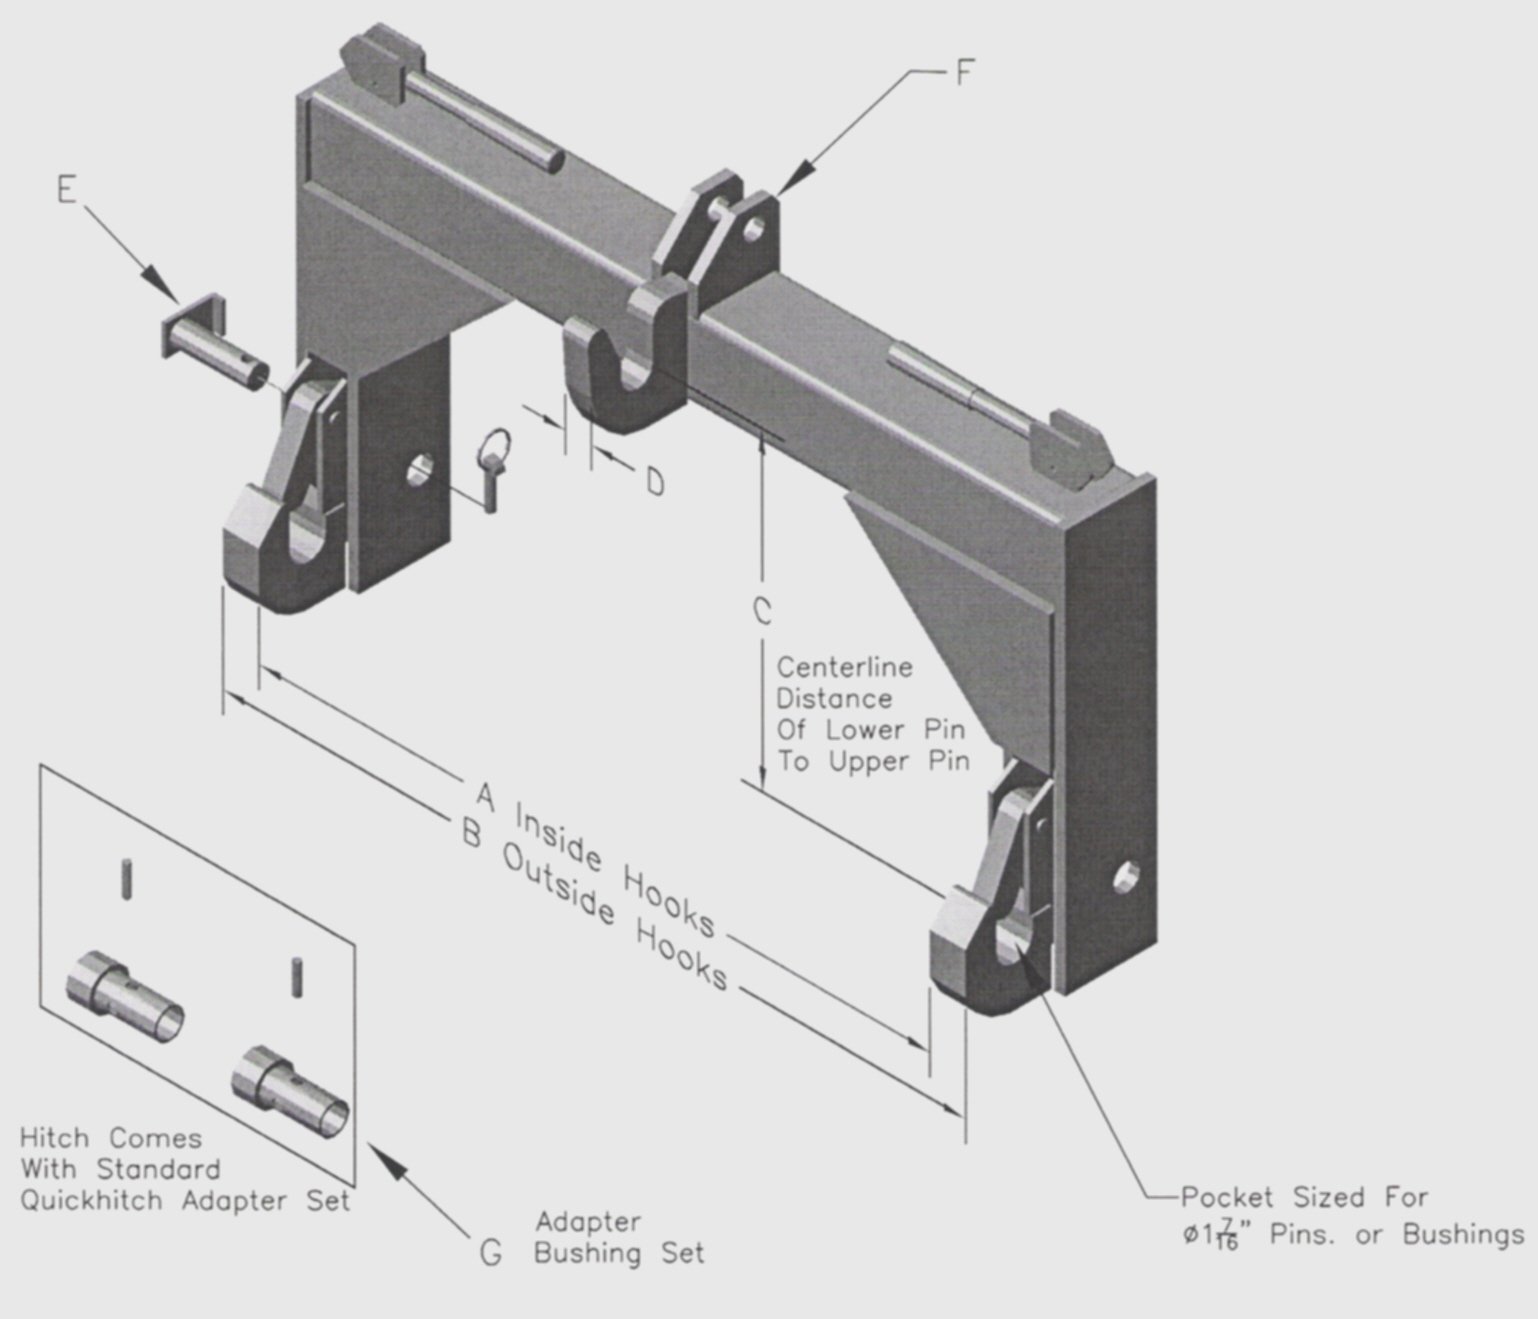 F
E
D
C
Centerline
Distance
Of Lower Pin
To Upper Pin
A Inside Hooks
B Outside Hooks
Hitch Comes
With Standard
Quickhitch Adapter Set
G Adapter
Bushing Set
Pocket Sized For
ø1 7/16" Pins. or Bushings